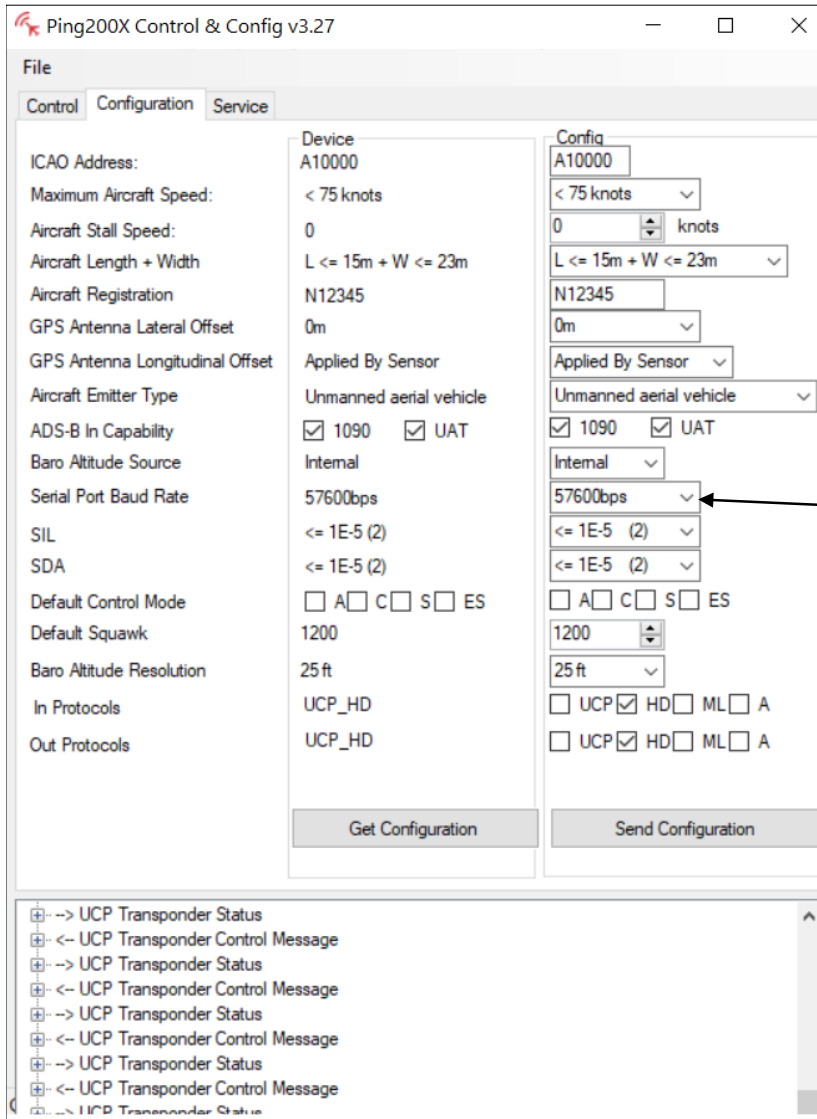 Ping200X Control & Config v3.27
File
Control Configuration Service
Device Config
ICAO Address: A10000 A10000
Maximum Aircraft Speed: < 75 knots < 75 knots
Aircraft Stall Speed: 0 0 knots
Aircraft Length + Width L <= 15m + W <= 23m L <= 15m + W <= 23m
Aircraft Registration N12345 N12345
GPS Antenna Lateral Offset 0m 0m
GPS Antenna Longitudinal Offset Applied By Sensor Applied By Sensor
Aircraft Emitter Type Unmanned aerial vehicle Unmanned aerial vehicle
ADS-B In Capability 1090 UAT 1090 UAT
Baro Altitude Source Internal Internal
Serial Port Baud Rate 57600bps 57600bps
SIL <= 1E-5 (2) <= 1E-5 (2)
SDA <= 1E-5 (2) <= 1E-5 (2)
Default Control Mode A C S ES A C S ES
Default Squawk 1200 1200
Baro Altitude Resolution 25 ft 25 ft
In Protocols UCP_HD UCP HD ML A
Out Protocols UCP_HD UCP HD ML A
Get Configuration Send Configuration
--> UCP Transponder Status
<-- UCP Transponder Control Message
--> UCP Transponder Status
<-- UCP Transponder Control Message
--> UCP Transponder Status
<-- UCP Transponder Control Message
--> UCP Transponder Status
<-- UCP Transponder Control Message
--> UCP Transponder Status